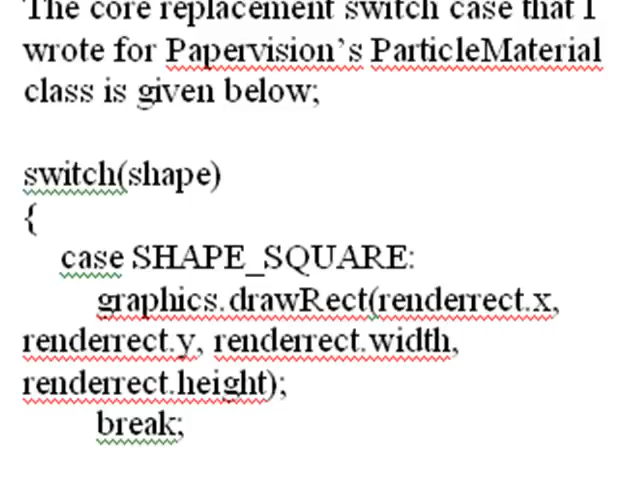 The core replacement switch case that I
wrote for Papervision's ParticleMaterial
class is given below;
switch(shape)
{
case SHAPE_SQUARE:
graphics.drawRect(renderrect.x,
renderrect.y, renderrect.width,
renderrect.height);
break;